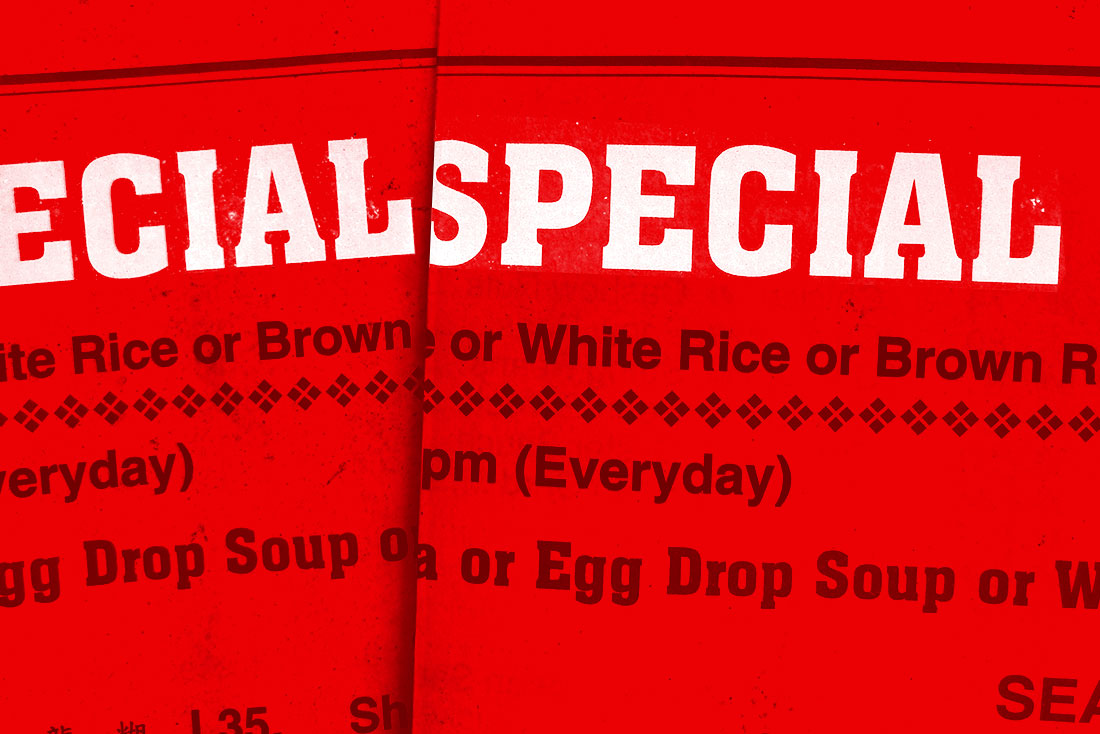 ECIAL
ite Rice or Brown
veryday)
gg Drop Soup o
L35.
Sh
SPECIAL
e or White Rice or Brown R
pm (Everyday)
a or Egg Drop Soup or W
SEA